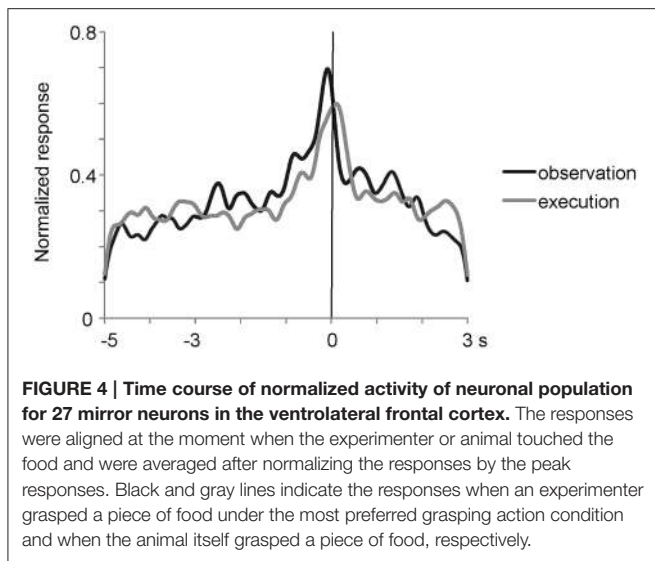 0.8
Normalized response
0.4
observation
execution
0
-5 -3 0 3 s
FIGURE 4 | Time course of normalized activity of neuronal population
for 27 mirror neurons in the ventrolateral frontal cortex. The responses
were aligned at the moment when the experimenter or animal touched the
food and were averaged after normalizing the responses by the peak
responses. Black and gray lines indicate the responses when an experimenter
grasped a piece of food under the most preferred grasping action condition
and when the animal itself grasped a piece of food, respectively.